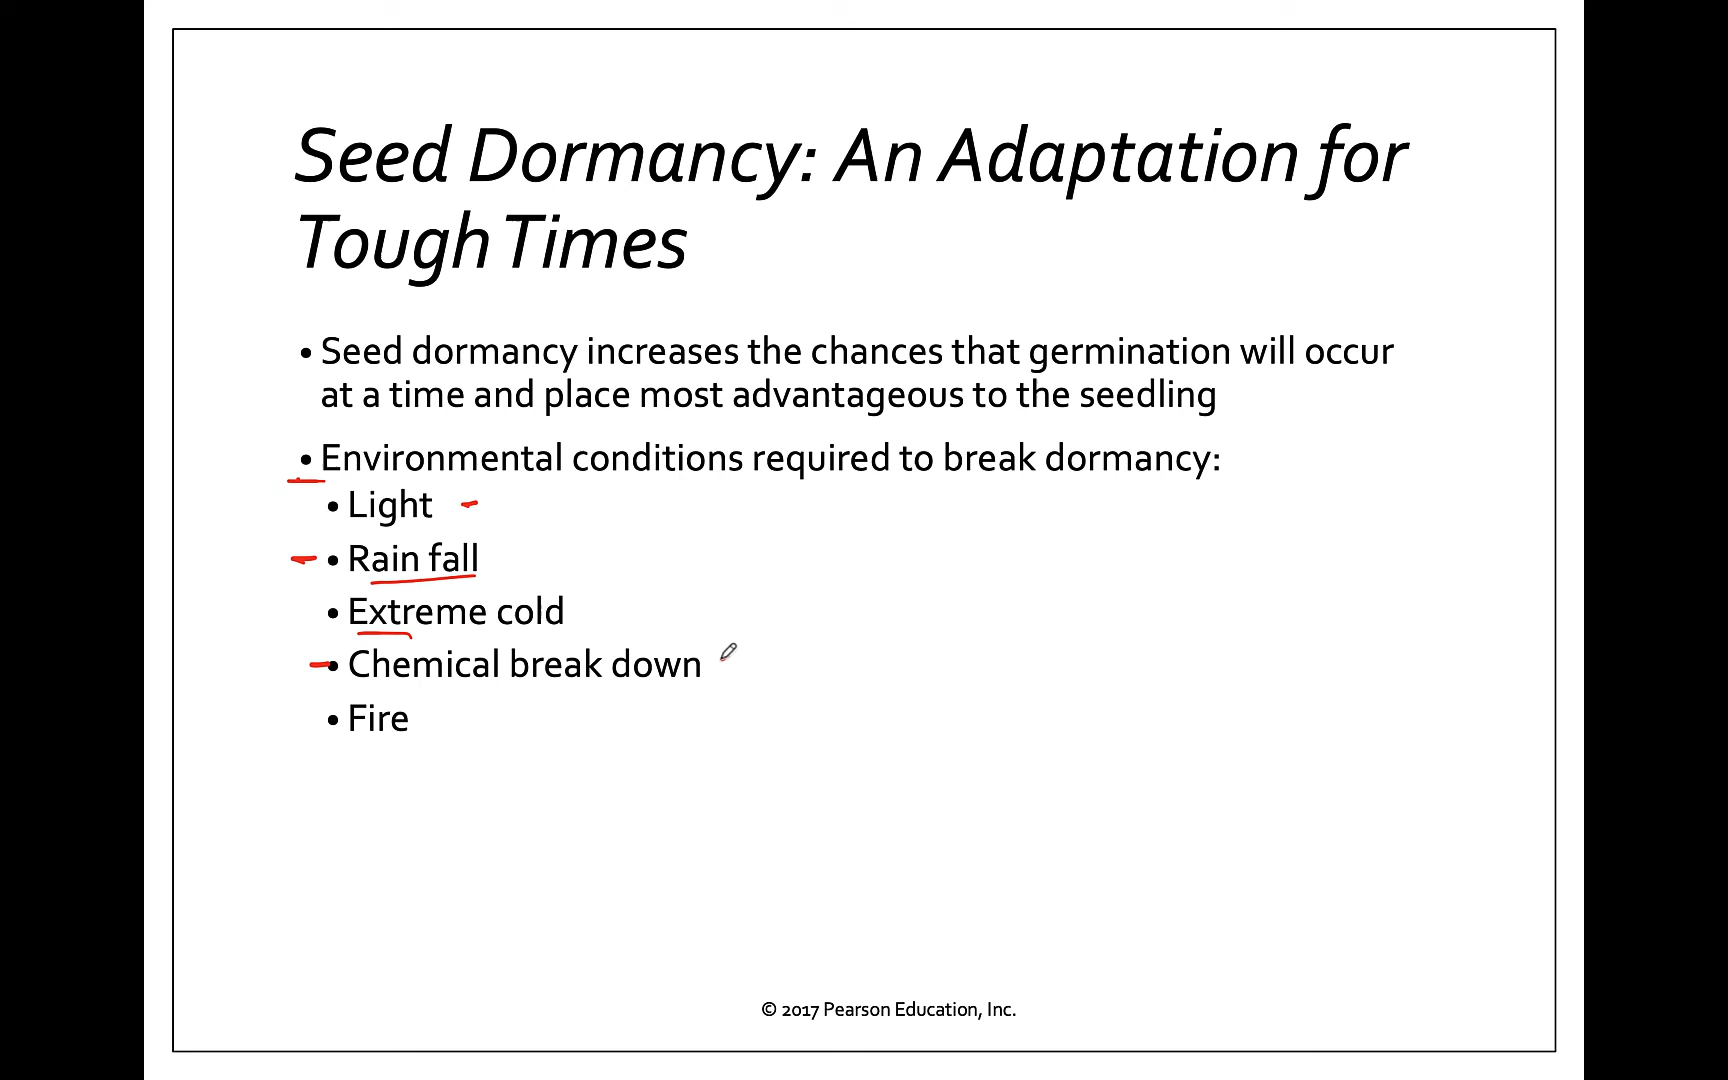 Seed Dormancy: An Adaptation for
Tough Times
• Seed dormancy increases the chances that germination will occur
at a time and place most advantageous to the seedling
• Environmental conditions required to break dormancy:
• Light
• Rain fall
• Extreme cold
• Chemical break down
• Fire
© 2017 Pearson Education, Inc.